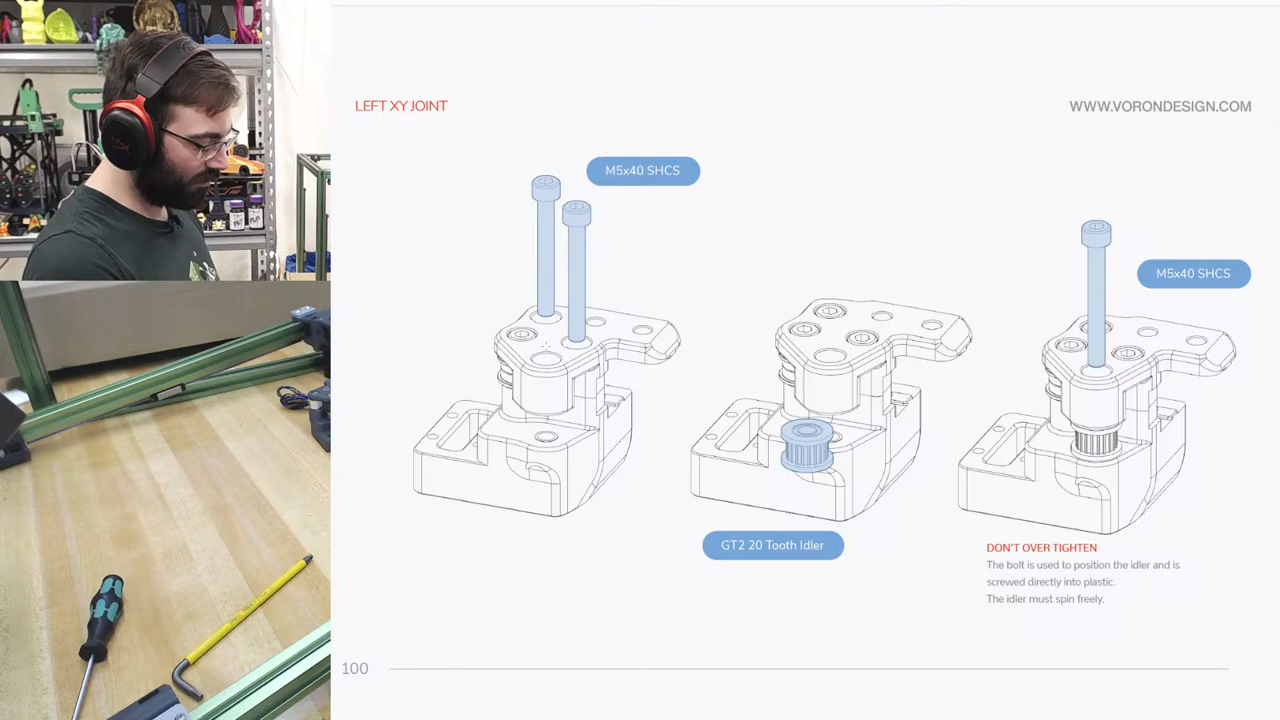 LEFT XY JOINT
WWW.VORONDESIGN.COM
M5x40 SHCS
M5x40 SHCS
GT2 20 Tooth Idler
DON'T OVER TIGHTEN
The bolt is used to position the idler and is
screwed directly into plastic.
The idler must spin freely.
100